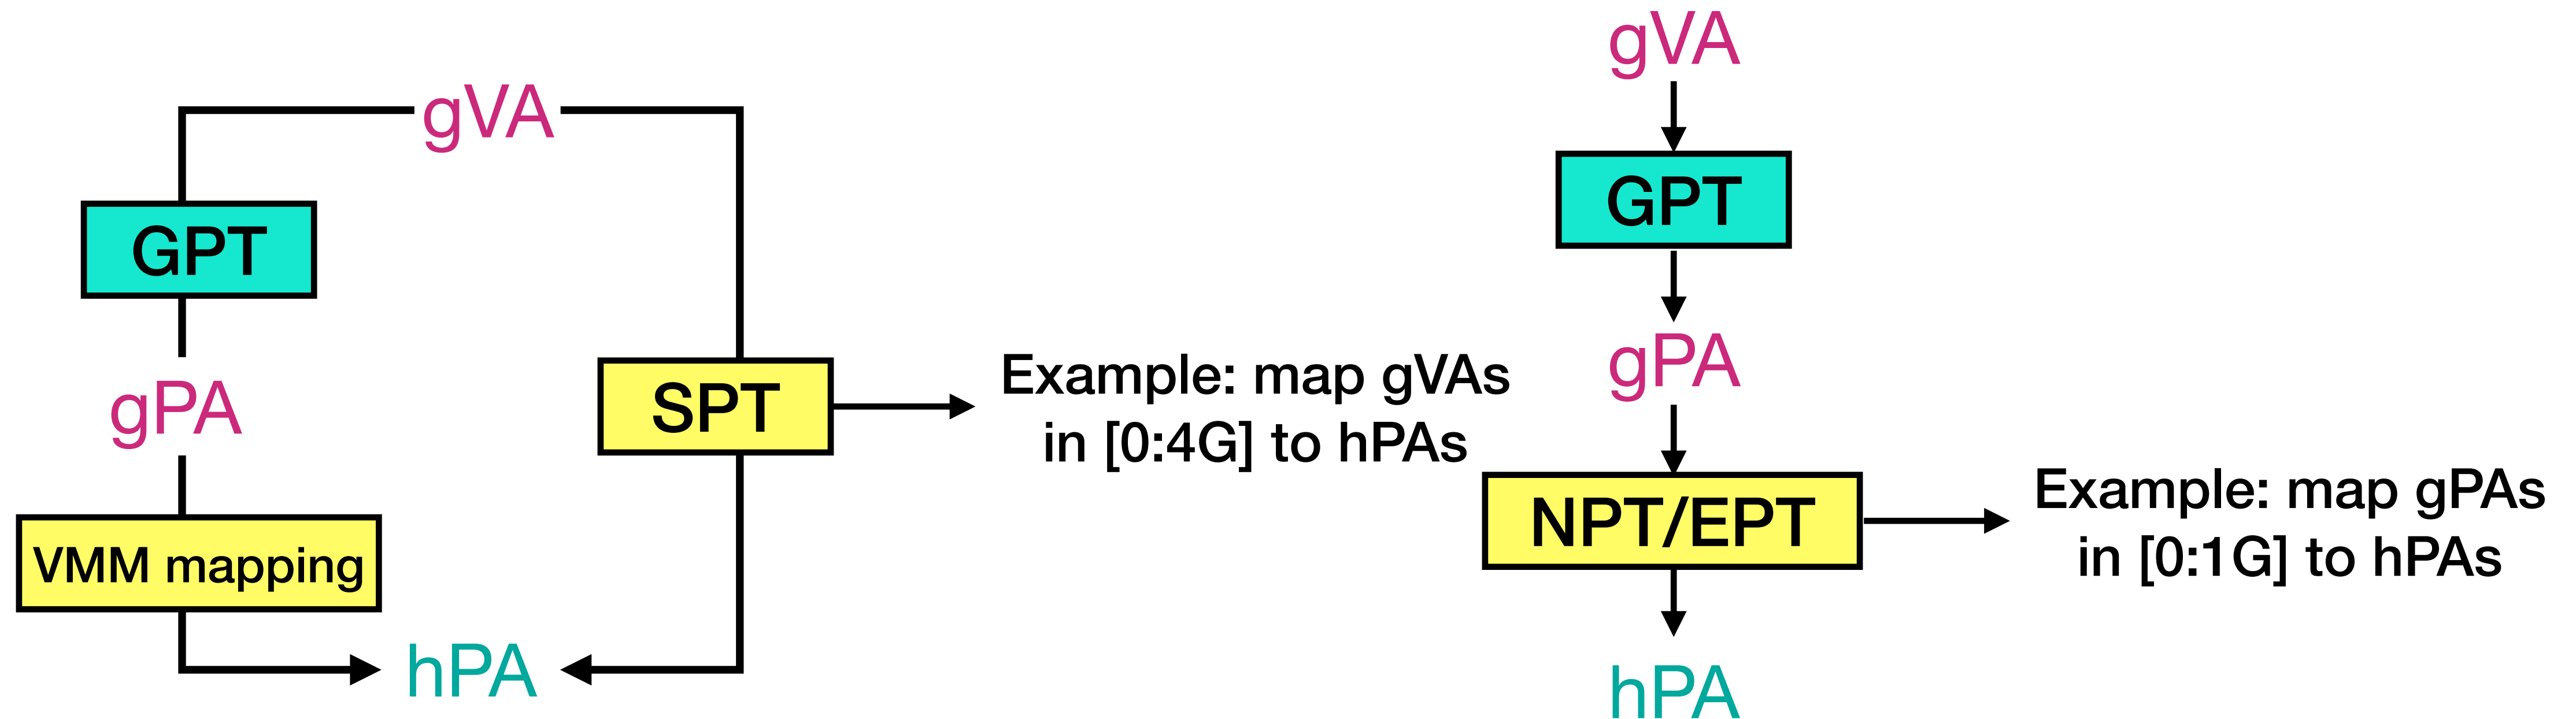 gVA
GPT
gPA
VMM mapping
hPA
SPT
Example: map gVAs
in [0:4G] to hPAs
gVA
GPT
gPA
NPT/EPT
hPA
Example: map gPAs
in [0:1G] to hPAs